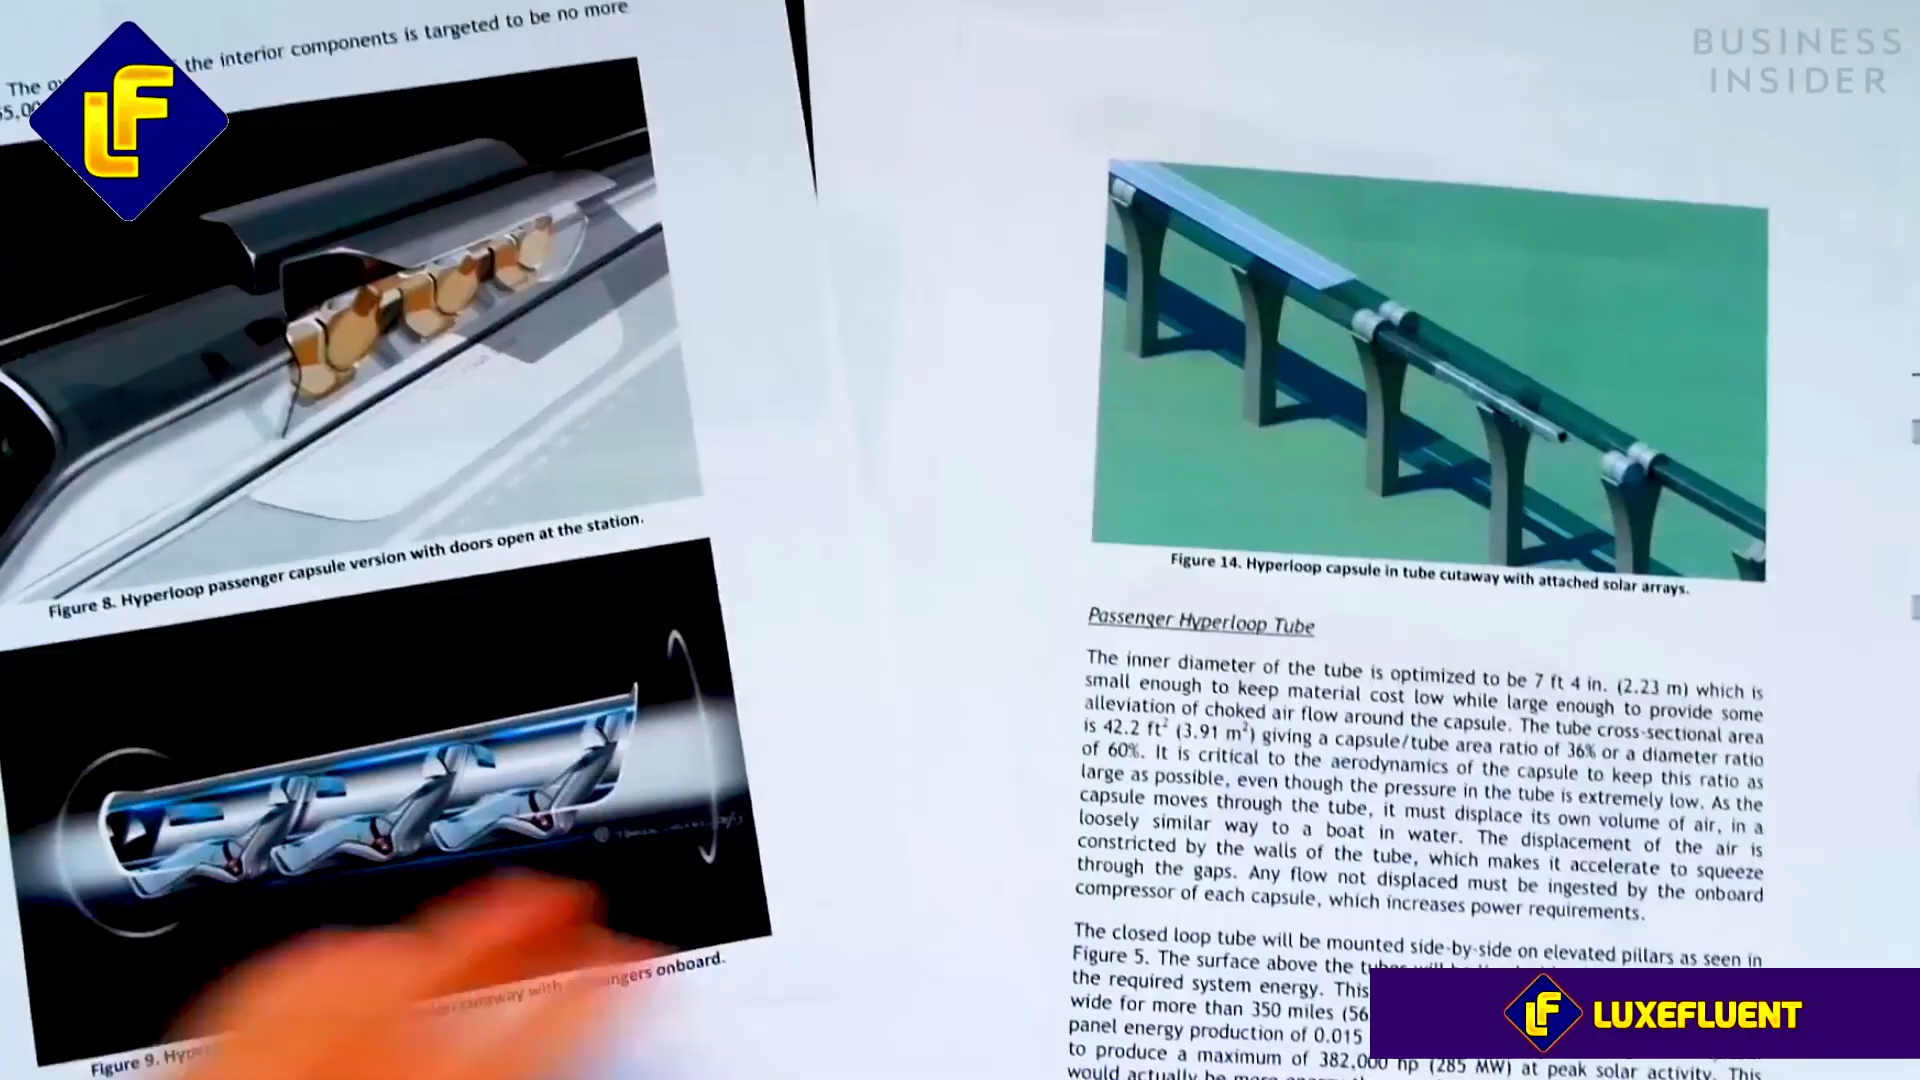 the interior components is targeted to be no more
The
LF
Figure 8. Hyperloop passenger capsule version with doors open at the station.
cutaway with
onboard.
Figure 9.
BUSINESS
INSIDER
Figure 14. Hyperloop capsule in tube cutaway with attached solar arrays.
Passenger Hyperloop Tube
The inner diameter of the tube is optimized to be 7 ft 4 in. (2.23 m) which is
small enough to keep material cost low while large enough to provide some
alleviation of choked air flow around the capsule. The tube cross-sectional area
is 42.2 ft² (3.91 m²) giving a capsule/tube area ratio of 36% or a diameter ratio
of 60%. It is critical to the aerodynamics of the capsule to keep this ratio as
large as possible, even though the pressure in the tube is extremely low. As the
capsule moves through the tube, it must displace its own volume of air, in a
loosely similar way to a boat in water. The displacement of the air is
constricted by the walls of the tube, which makes it accelerate to squeeze
through the gaps. Any flow not displaced must be ingested by the onboard
compressor of each capsule, which increases power requirements.
The closed loop tube will be mounted side-by-side on elevated pillars as seen in
Figure 5. The surface above the
the required system energy. This
wide for more than 350 miles (56
panel energy production of 0.015
to produce a maximum of 382,000 hp (285 MW) at peak solar activity. This
would actually be more
LF LUXEFLUENT